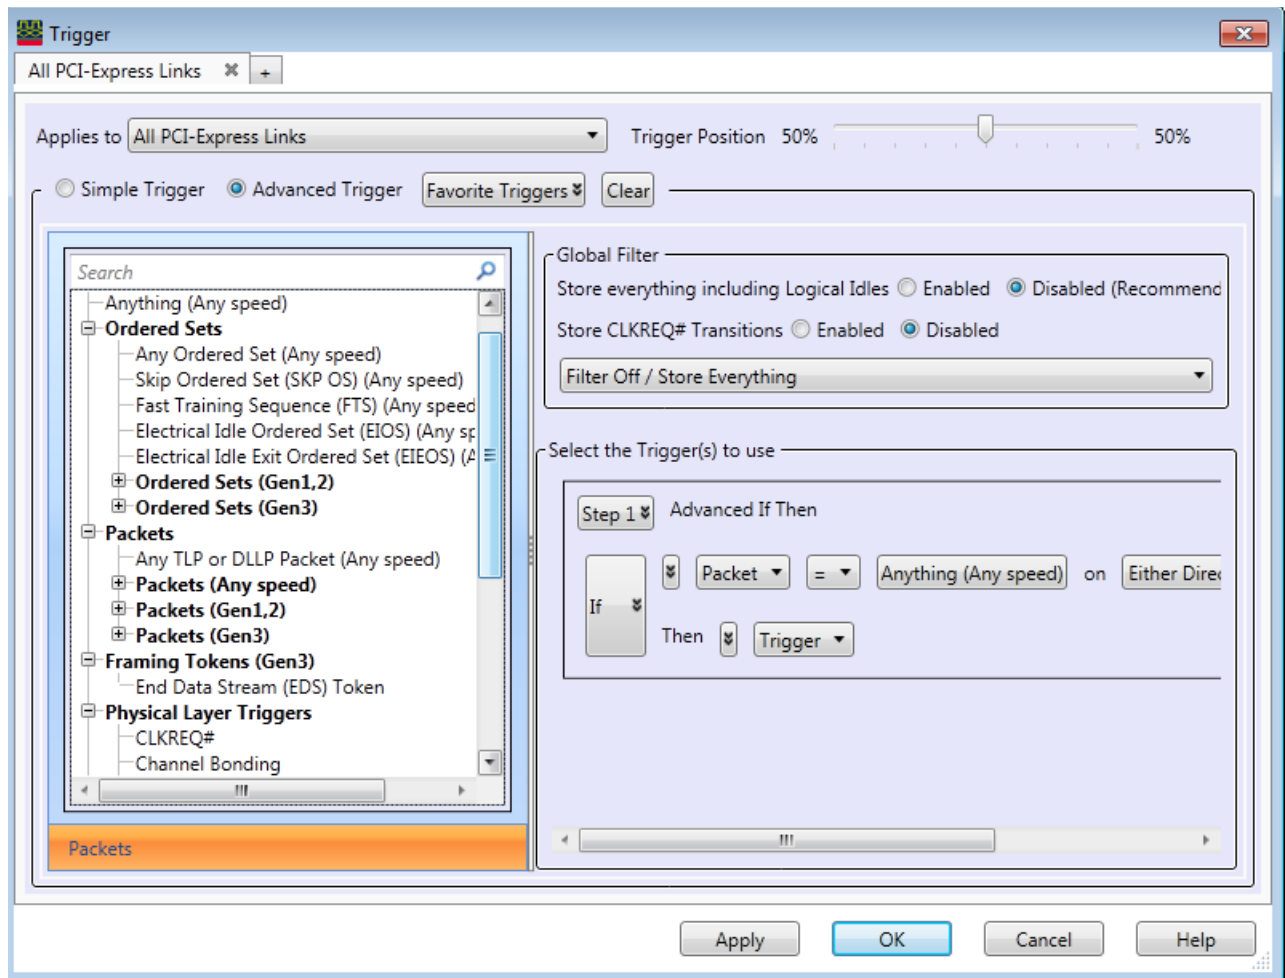 Trigger
All PCI-Express Links
+
Applies to All PCI-Express Links Trigger Position 50% 50%
Simple Trigger Advanced Trigger Favorite Triggers Clear
Search
Anything (Any speed)
Ordered Sets
Any Ordered Set (Any speed)
Skip Ordered Set (SKP OS) (Any speed)
Fast Training Sequence (FTS) (Any speed
Electrical Idle Ordered Set (EIOS) (Any sp
Electrical Idle Exit Ordered Set (EIEOS) (A
Ordered Sets (Gen1,2)
Ordered Sets (Gen3)
Packets
Any TLP or DLLP Packet (Any speed)
Packets (Any speed)
Packets (Gen1,2)
Packets (Gen3)
Framing Tokens (Gen3)
End Data Stream (EDS) Token
Physical Layer Triggers
CLKREQ#
Channel Bonding
Packets
Global Filter
Store everything including Logical Idles Enabled Disabled (Recommend
Store CLKREQ# Transitions Enabled Disabled
Filter Off / Store Everything
Select the Trigger(s) to use
Step 1 Advanced If Then
If Packet = Anything (Any speed) on Either Direc
Then Trigger
Apply OK Cancel Help